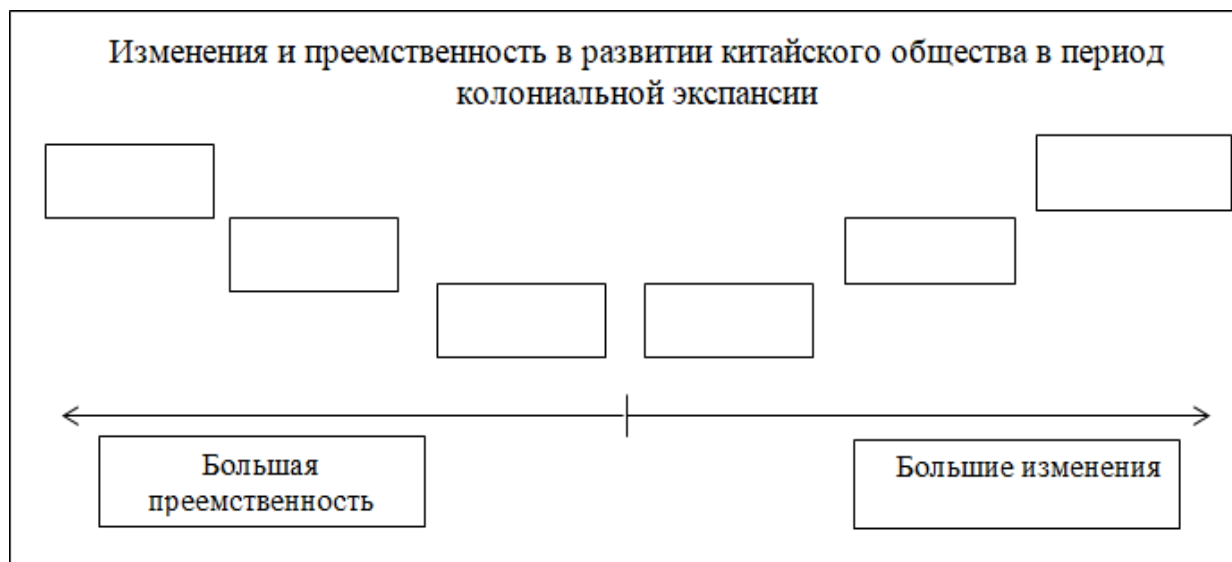 Изменения и преемственность в развитии китайского общества в период
колониальной экспансии
Большая
преемственность
Большие изменения